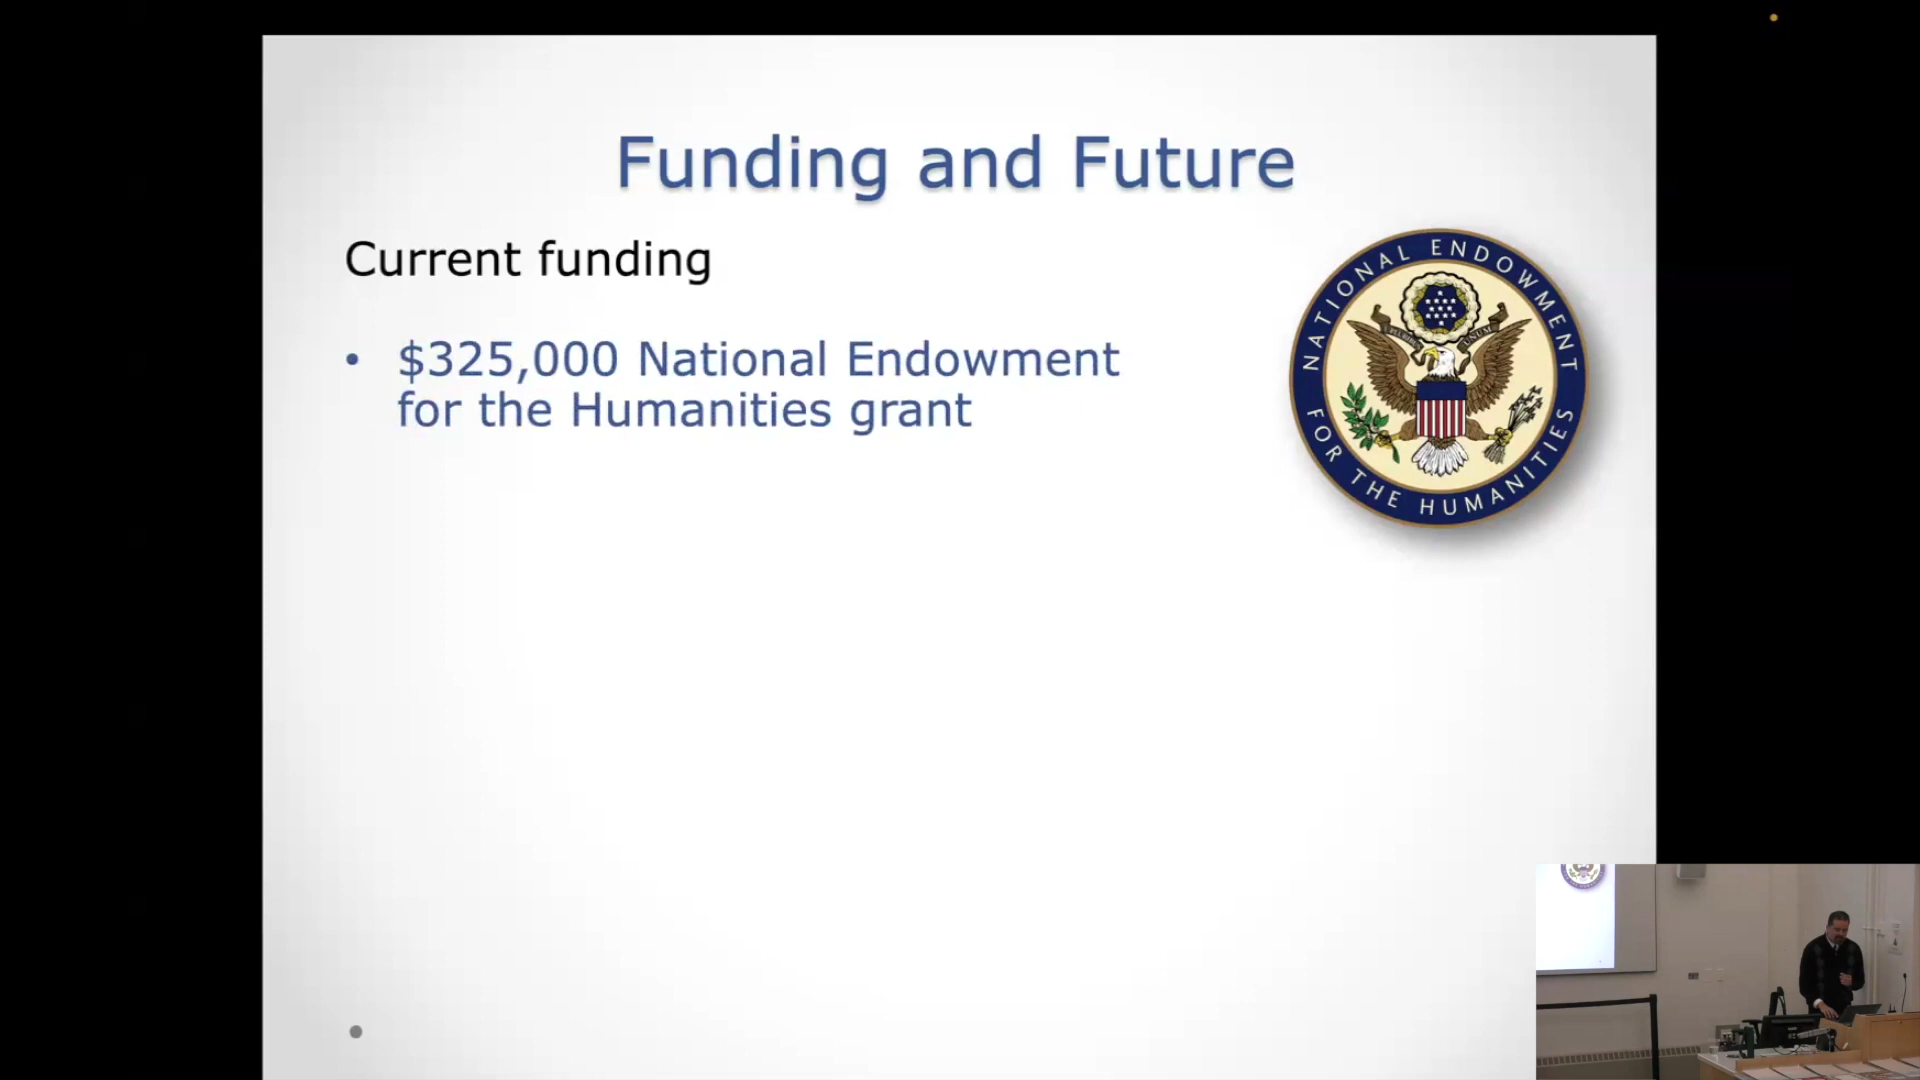 Funding and Future
Current funding
• $325,000 National Endowment
for the Humanities grant
NATIONAL ENDOWMENT
FOR THE HUMANITIES